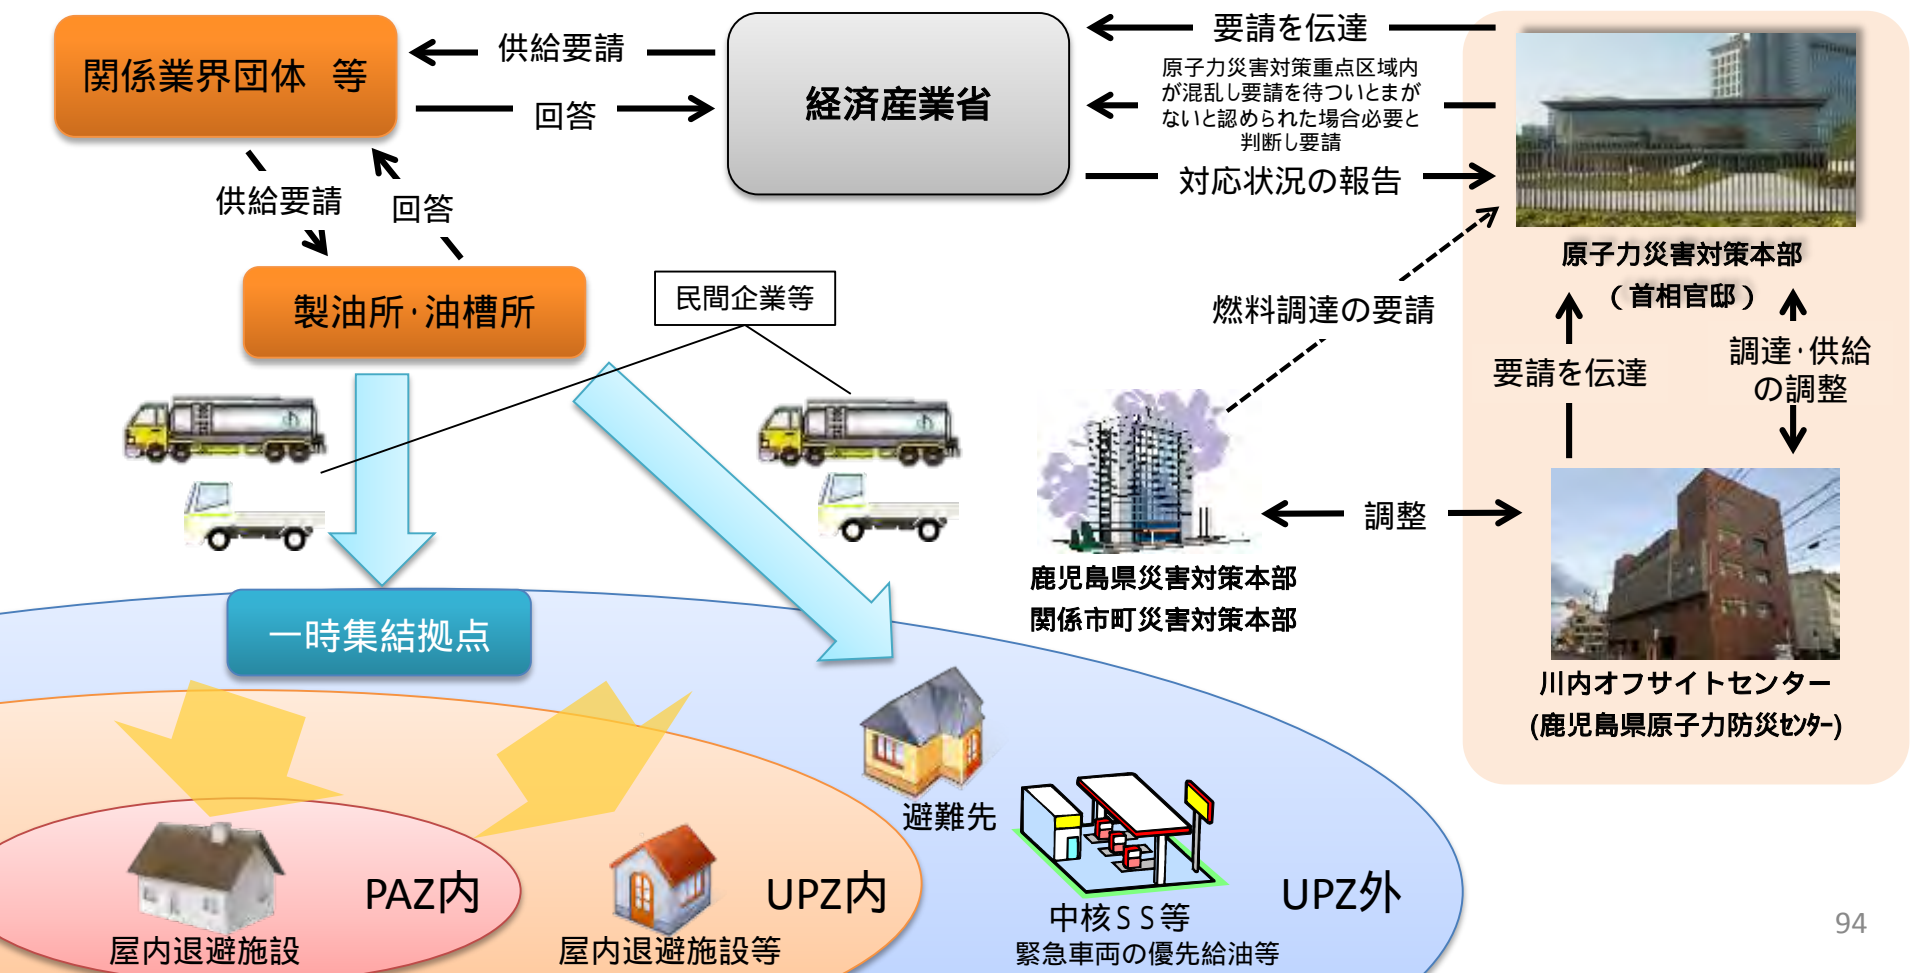 関係業界団体　等
供給要請
回答
経済産業省
要請を伝達
原子力災害対策重点区域内
が混乱し要請を待ついとまが
ないと認められた場合必要と
判断し要請
対応状況の報告
供給要請
回答
原子力災害対策本部
（首相官邸）
製油所･油槽所
民間企業等
燃料調達の要請
要請を伝達
調達･供給
の調整
調整
鹿児島県災害対策本部
関係市町災害対策本部
一時集結拠点
川内オフサイトセンター
(鹿児島県原子力防災ｾﾝﾀｰ)
避難先
PAZ内
UPZ内
UPZ外
中核ＳＳ等
緊急車両の優先給油等
屋内退避施設
屋内退避施設等
94